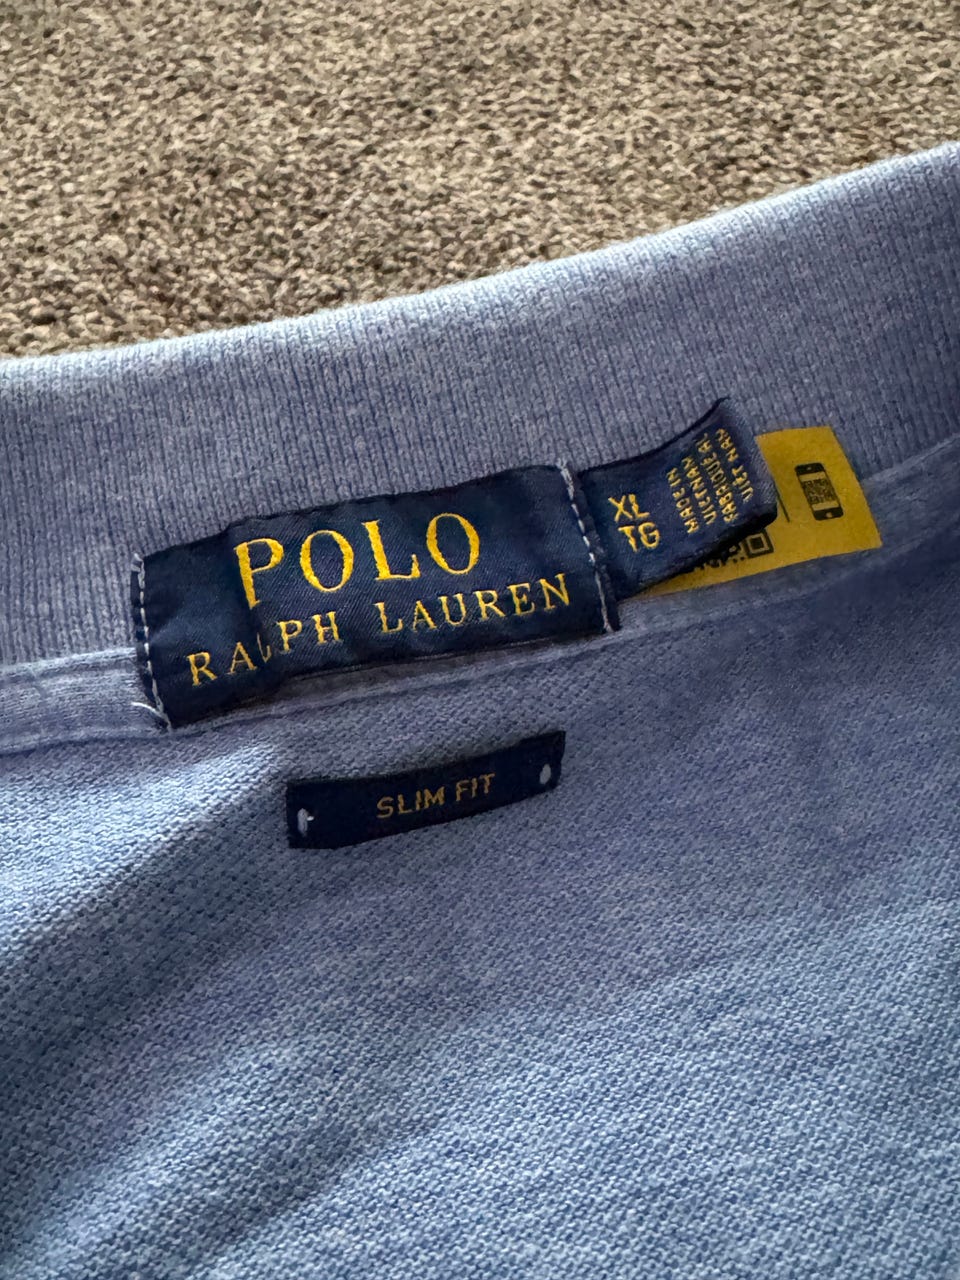 POLO
RALPH LAUREN
XL
TG
MADE IN
VIETNAM
FABRIQUÉ AU
VIET NAM
SLIM FIT